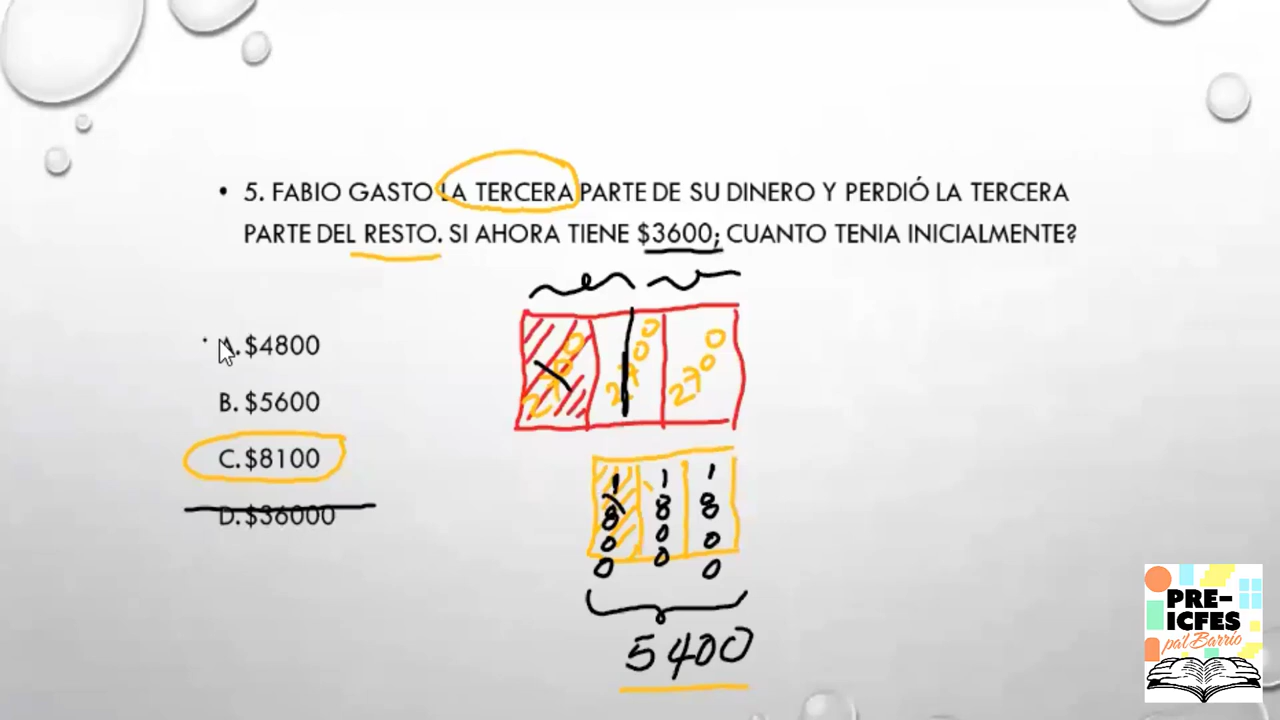 • 5. FABIO GASTO LA TERCERA PARTE DE SU DINERO Y PERDIÓ LA TERCERA
PARTE DEL RESTO. SI AHORA TIENE $3600; CUANTO TENIA INICIALMENTE?
A. $4800
B. $5600
C. $8100
D. $36000
2700 2700 2700
1800 1800 1800
5400
PRE-
ICFES
pa'l Barrio